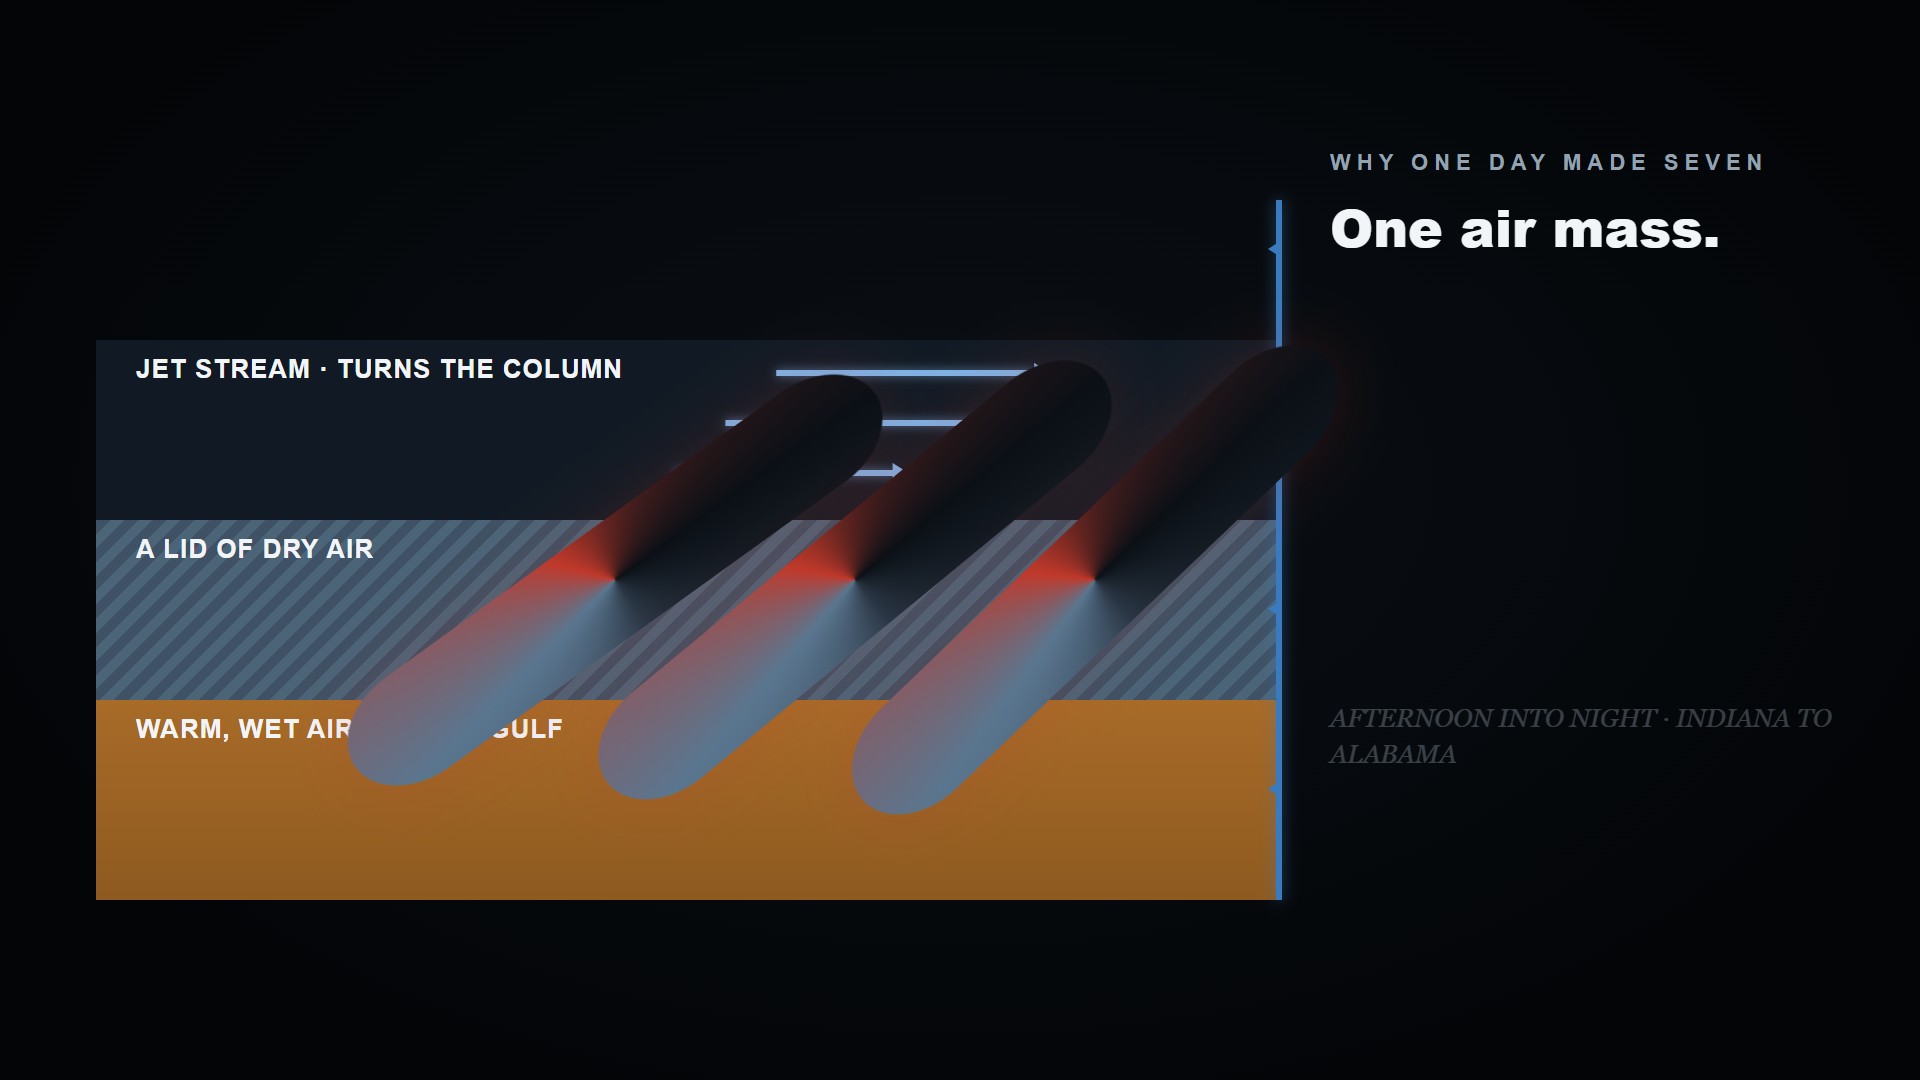 WHY ONE DAY MADE SEVEN
One air mass.
JET STREAM · TURNS THE COLUMN
A LID OF DRY AIR
WARM, WET AIR GULF
AFTERNOON INTO NIGHT · INDIANA TO
ALABAMA